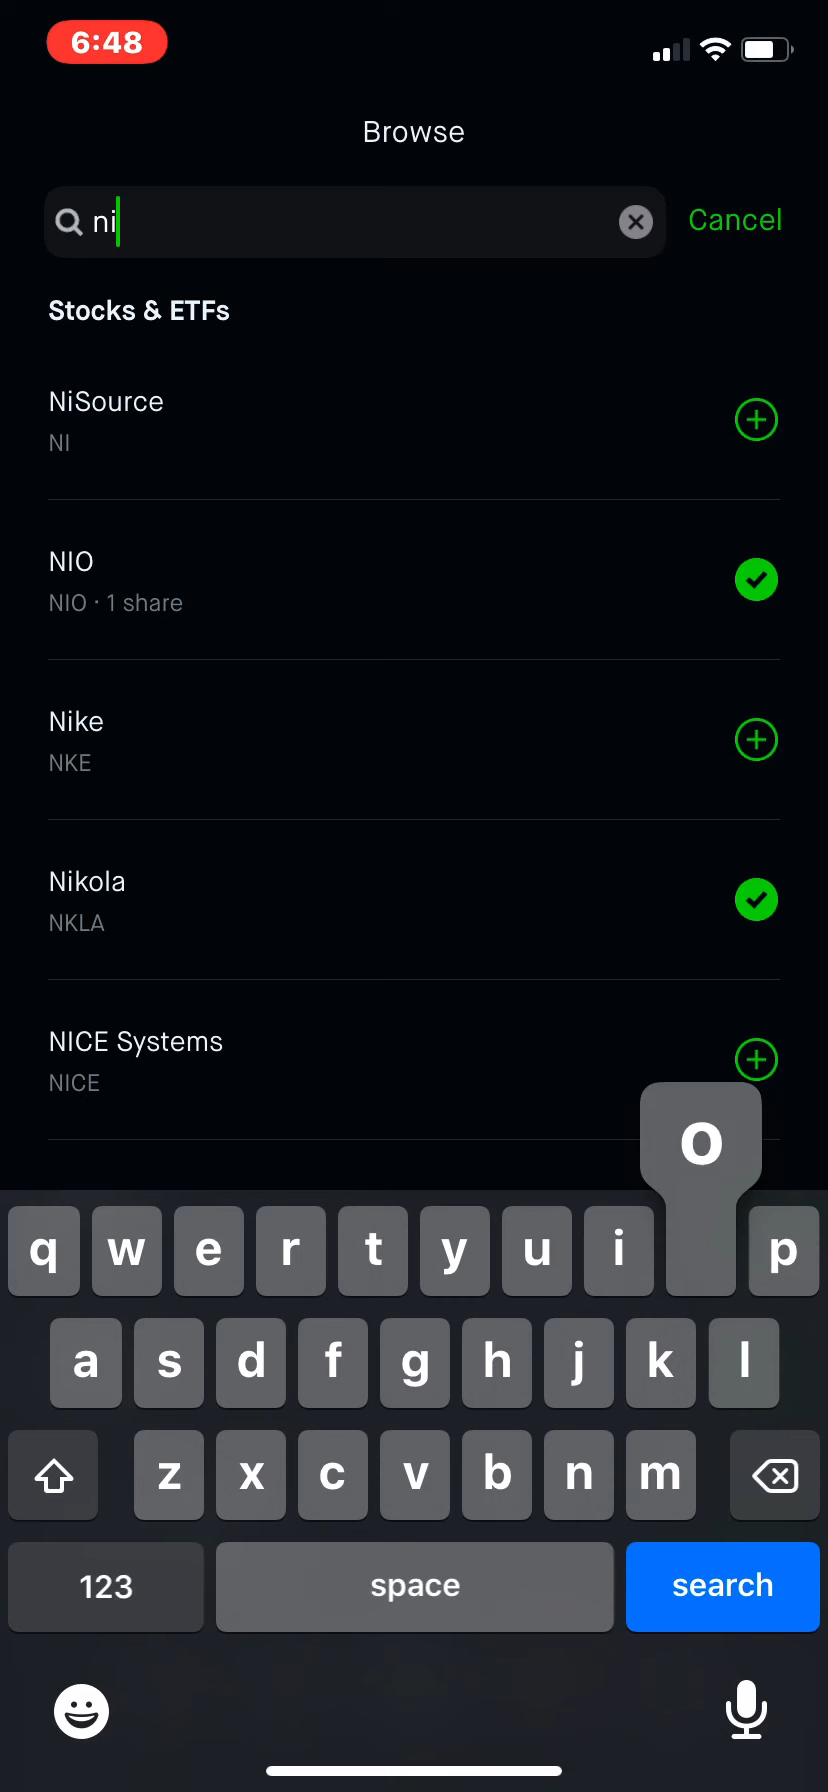 6:48
Browse
ni
Cancel
Stocks & ETFs
NiSource
NI
NIO
NIO · 1 share
Nike
NKE
Nikola
NKLA
NICE Systems
NICE
o
q w e r t y u i p
a s d f g h j k l
z x c v b n m
123 space search